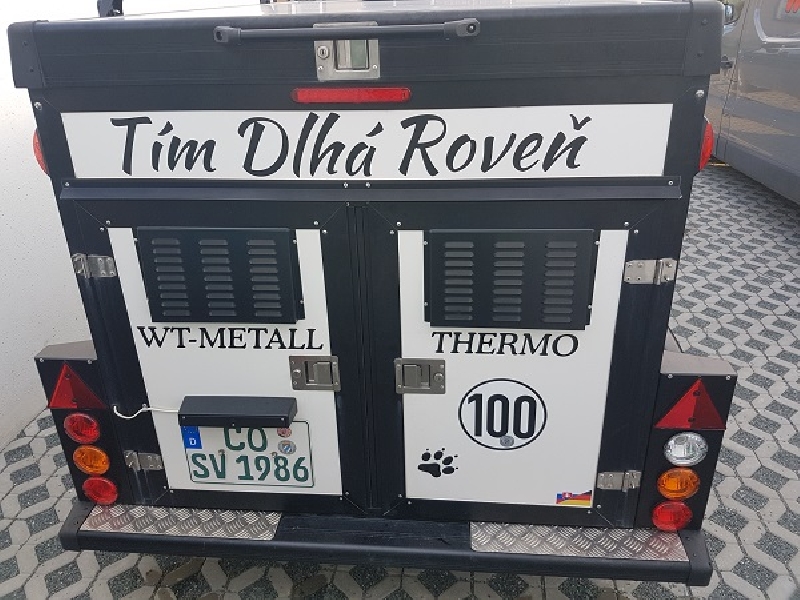 Tím Dlhá Roveň
WT-METALL
THERMO
100
D
CO
SV 1986